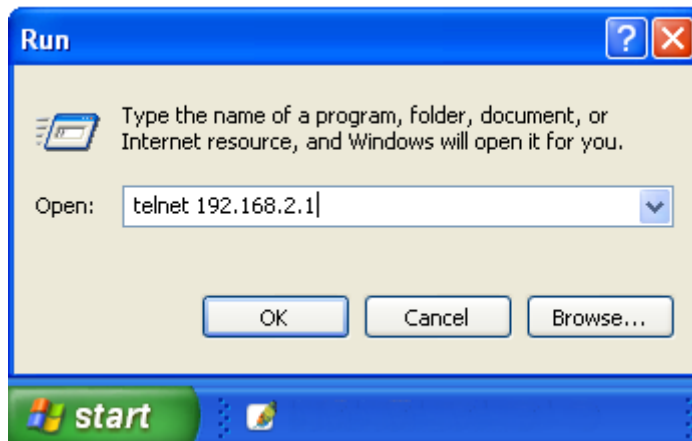 Run
Type the name of a program, folder, document, or
Internet resource, and Windows will open it for you.
Open: telnet 192.168.2.1
OK Cancel Browse...
start